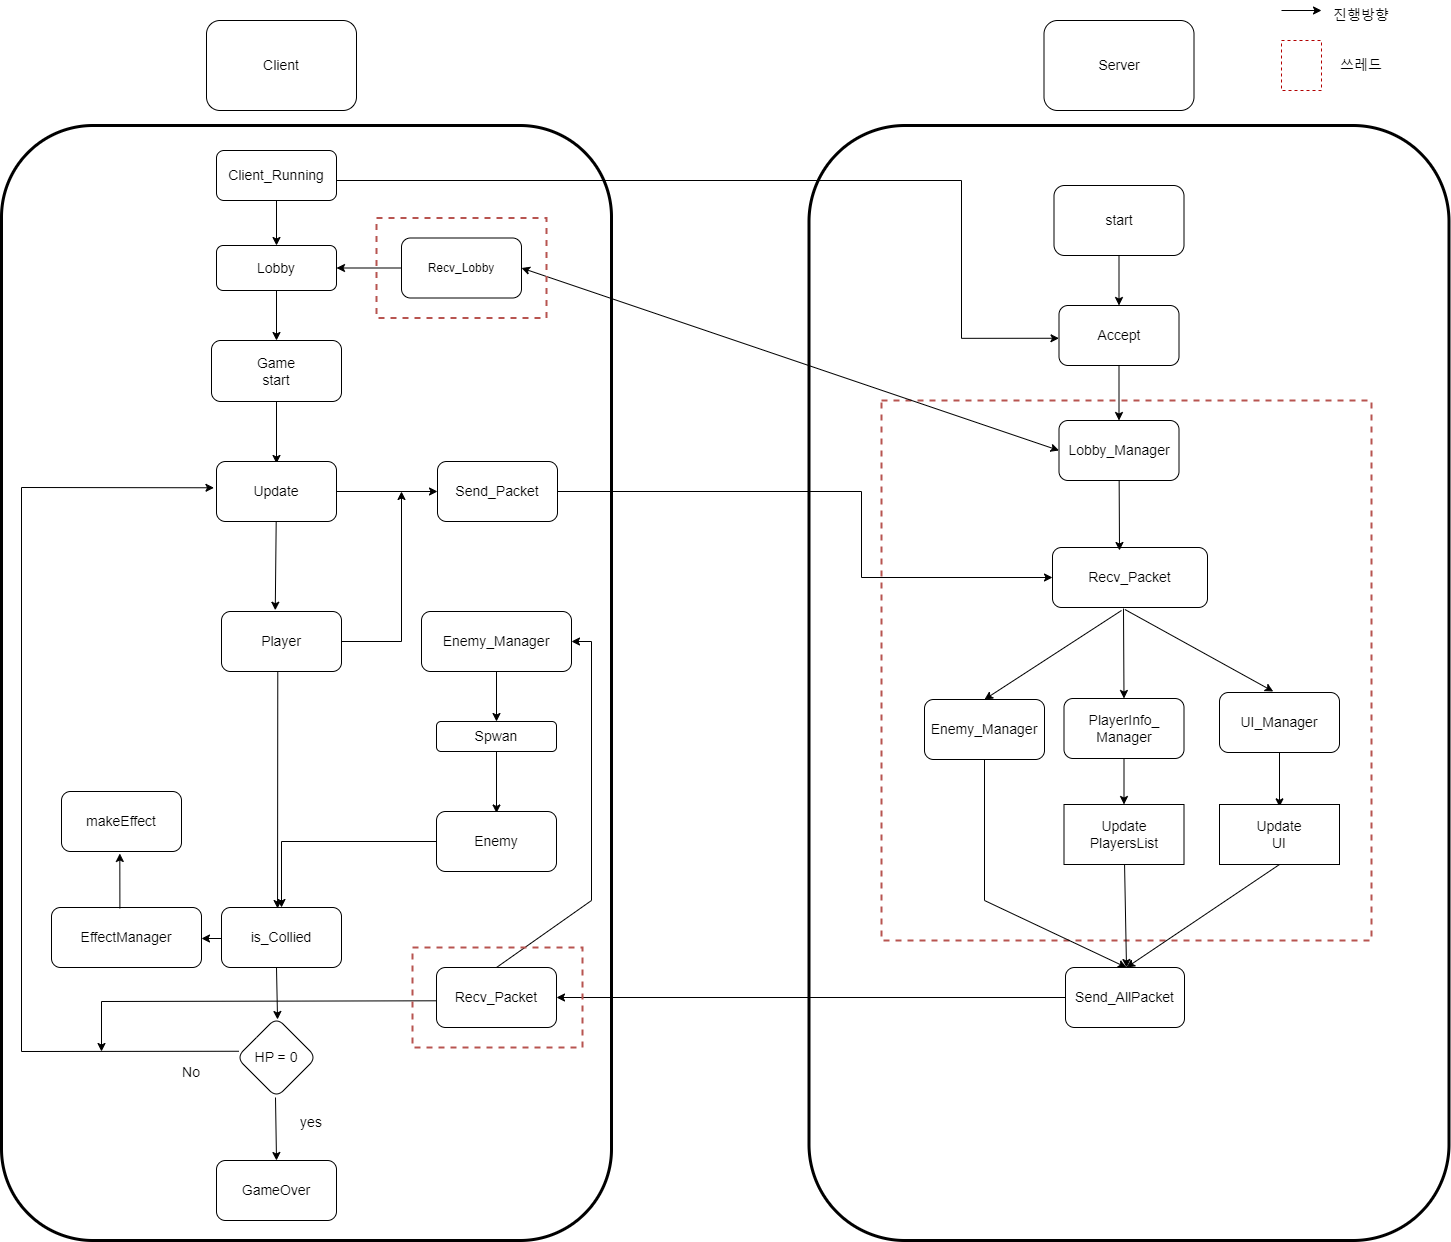 Client
Server
진행방향
쓰레드
Client_Running
Lobby
Recv_Lobby
Game
start
Update
Send_Packet
Player
Enemy_Manager
Spwan
Enemy
makeEffect
EffectManager
is_Collied
Recv_Packet
HP = 0
No
yes
GameOver
start
Accept
Lobby_Manager
Recv_Packet
Enemy_Manager
PlayerInfo_
Manager
UI_Manager
Update
PlayersList
Update
UI
Send_AllPacket